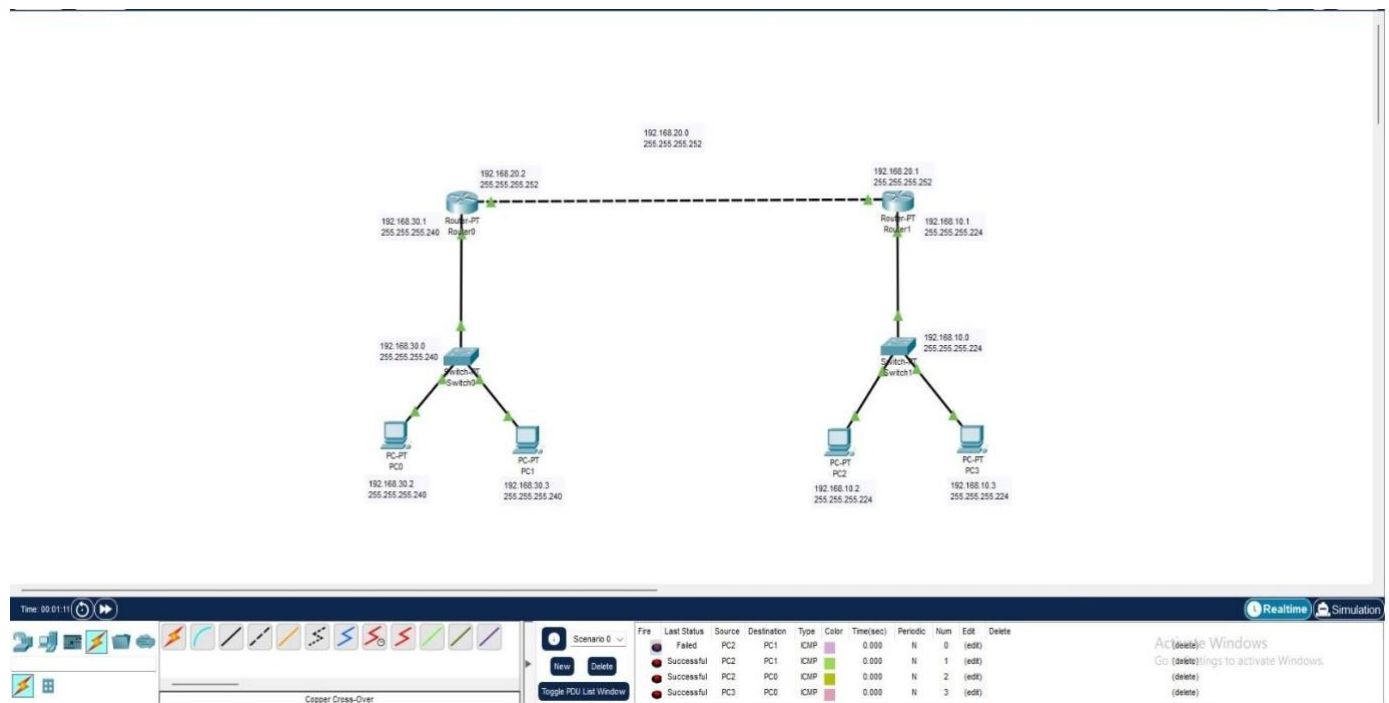 192.168.20.0
255.255.255.252
192.168.20.2
255.255.255.252
192.168.20.1
255.255.255.252
192.168.30.1
255.255.255.240
Router-PT
Router0
Router-PT
Router1
192.168.10.1
255.255.255.224
192.168.30.0
255.255.255.240
Switch-PT
Switch0
192.168.10.0
255.255.255.224
Switch-PT
Switch1
PC-PT
PC0
PC-PT
PC1
PC-PT
PC2
PC-PT
PC3
192.168.30.2
255.255.255.240
192.168.30.3
255.255.255.240
192.168.10.2
255.255.255.224
192.168.10.3
255.255.255.224
Time: 00:01:11
Realtime
Simulation
Scenario 0
New
Delete
Toggle PDU List Window
Copper Cross-Over
Fire Last Status Source Destination Type Color Time(sec) Periodic Num Edit Delete
Failed PC2 PC1 ICMP 0.000 N 0 (edit) (delete)
Successful PC2 PC1 ICMP 0.000 N 1 (edit) (delete)
Successful PC2 PC0 ICMP 0.000 N 2 (edit) (delete)
Successful PC3 PC0 ICMP 0.000 N 3 (edit) (delete)
Activate Windows
Go to Settings to activate Windows.